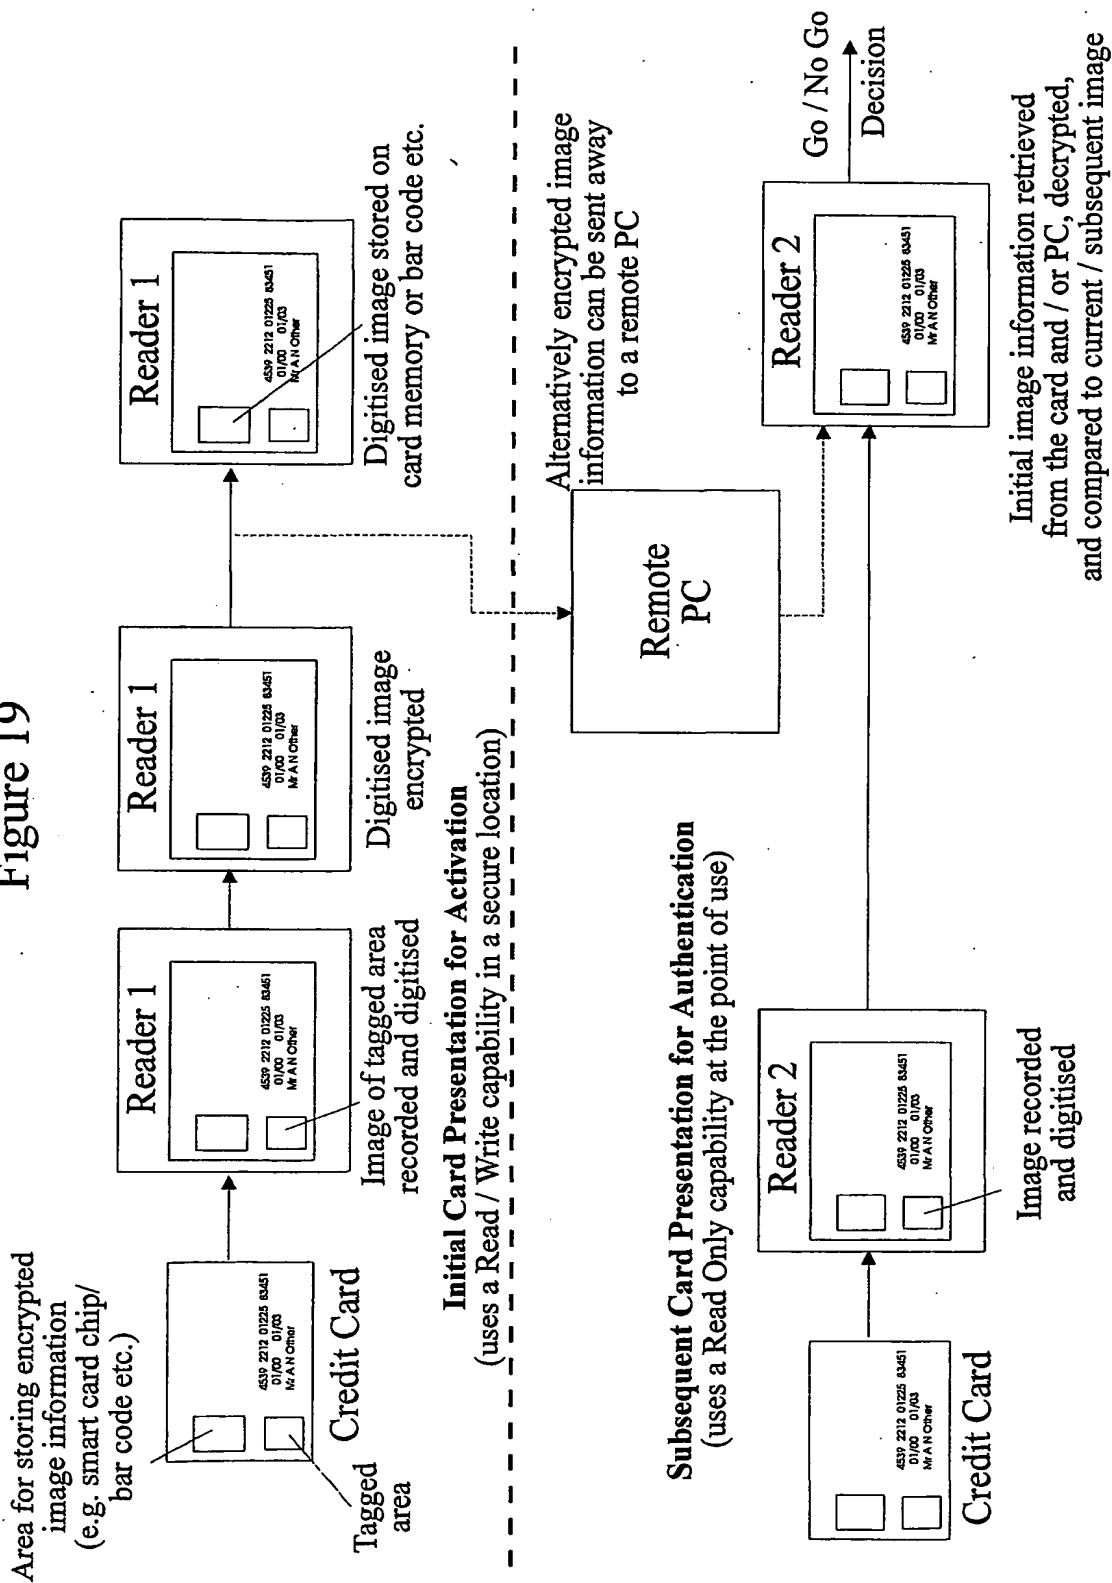 Figure 19
Area for storing encrypted
image information
(e.g. smart card chip/
bar code etc.)
4539 2212 01225 83451
01/00 01/03
Mr A N Other
Credit Card
Tagged
area
Reader 1
4539 2212 01225 83451
01/00 01/03
Mr A N Other
Image of tagged area
recorded and digitised
Reader 1
4539 2212 01225 83451
01/00 01/03
Mr A N Other
Digitised image
encrypted
Reader 1
4539 2212 01225 83451
01/00 01/03
Mr A N Other
Digitised image stored on
card memory or bar code etc.
Initial Card Presentation for Activation
(uses a Read / Write capability in a secure location)
Alternatively encrypted image
information can be sent away
to a remote PC
Remote
PC
Subsequent Card Presentation for Authentication
(uses a Read Only capability at the point of use)
4539 2212 01225 83451
01/00 01/03
Mr A N Other
Credit Card
Reader 2
4539 2212 01225 83451
01/00 01/03
Mr A N Other
Image recorded
and digitised
Reader 2
4539 2212 01225 83451
01/00 01/03
Mr A N Other
Go / No Go
Decision
Initial image information retrieved
from the card and / or PC, decrypted,
and compared to current / subsequent image